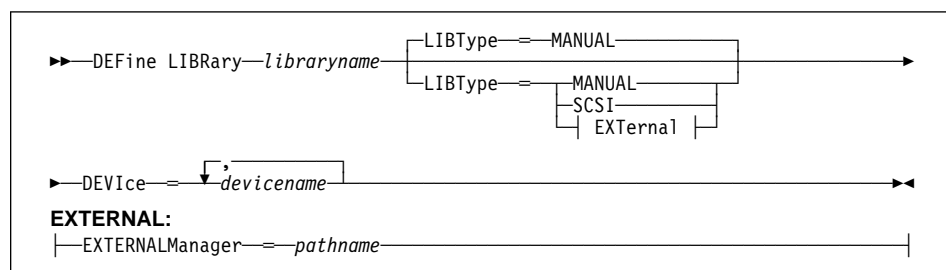 LIBType = MANUAL
DEFine LIBRary libraryname
LIBType = MANUAL
SCSI
EXTernal
,
DEVIce = devicename
EXTERNAL:
EXTERNALManager = pathname